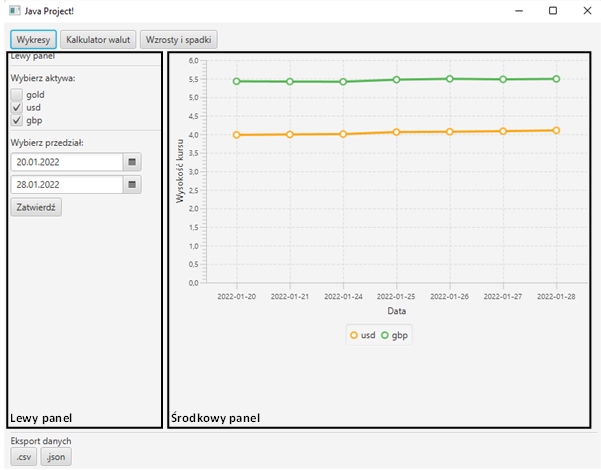 Java Project!
Wykresy Kalkulator walut Wzrosty i spadki
Lewy panel
Wybierz aktywa:
gold
usd
gbp
Wybierz przedział:
20.01.2022
28.01.2022
Zatwierdź
Lewy panel
6,0
5,5
5,0
4,5
4,0
3,5
3,0
2,5
2,0
1,5
1,0
0,5
0,0
Wysokość kursu
2022-01-20 2022-01-21 2022-01-24 2022-01-25 2022-01-26 2022-01-27 2022-01-28
Data
usd gbp
Środkowy panel
Eksport danych
.csv .json